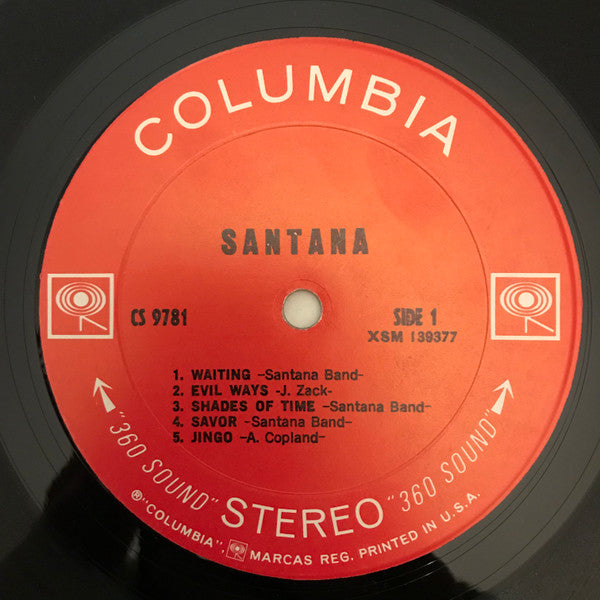 COLUMBIA
SANTANA
CS 9781
SIDE 1
XSM 139377
1. WAITING -Santana Band-
2. EVIL WAYS -J. Zack-
3. SHADES OF TIME -Santana Band-
4. SAVOR -Santana Band-
5. JINGO -A. Copland-
"360 SOUND" STEREO "360 SOUND"
®"COLUMBIA", MARCAS REG. PRINTED IN U.S.A.